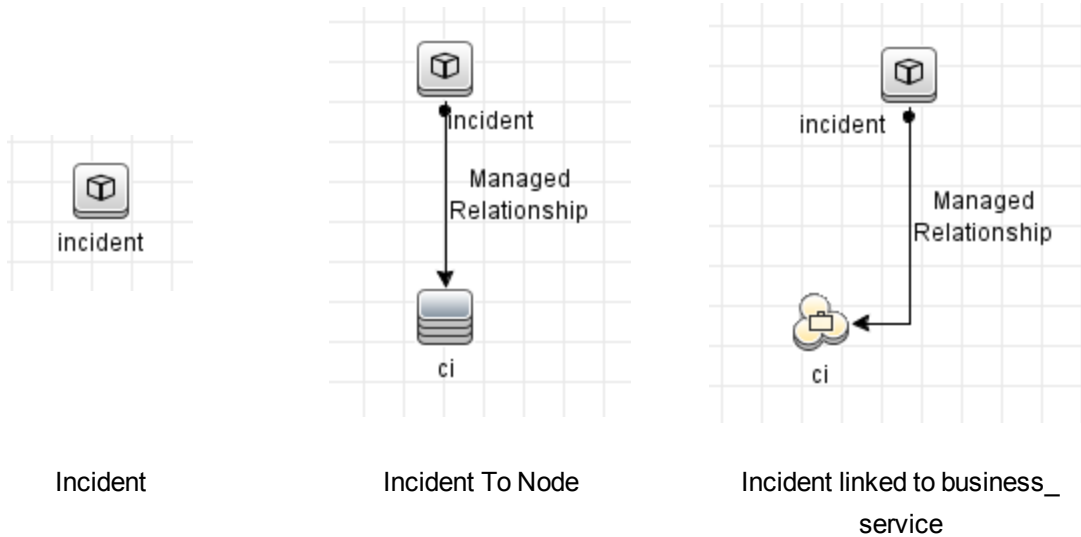 incident
Incident
incident
Managed
Relationship
ci
Incident To Node
incident
Managed
Relationship
ci
Incident linked to business_
service